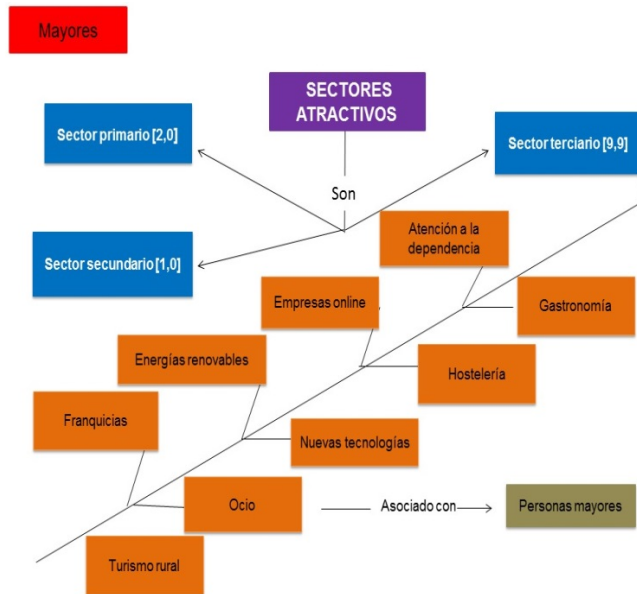 Mayores
SECTORES
ATRACTIVOS
Sector primario [2,0]
Sector terciario [9,9]
Son
Sector secundario [1,0]
Atención a la
dependencia
Empresas online
Gastronomía
Energías renovables
Hostelería
Franquicias
Nuevas tecnologías
Ocio
Asociado con
Personas mayores
Turismo rural